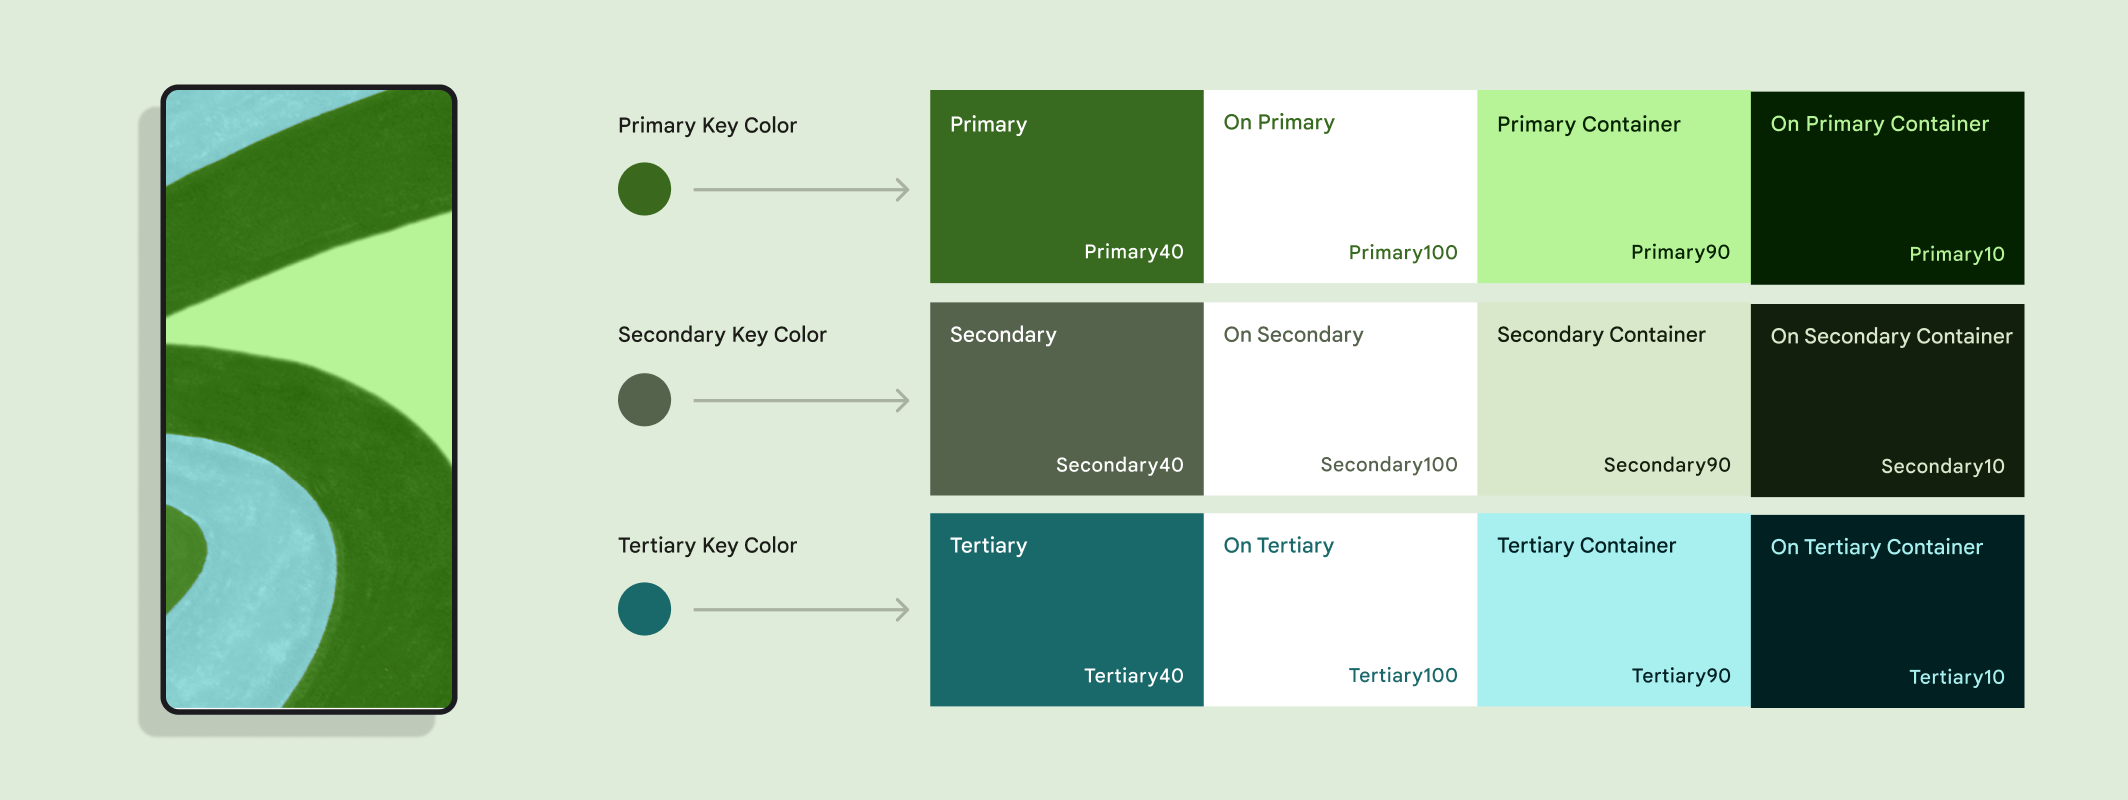 Primary Key Color
Primary
Primary40
On Primary
Primary100
Primary Container
Primary90
On Primary Container
Primary10
Secondary Key Color
Secondary
Secondary40
On Secondary
Secondary100
Secondary Container
Secondary90
On Secondary Container
Secondary10
Tertiary Key Color
Tertiary
Tertiary40
On Tertiary
Tertiary100
Tertiary Container
Tertiary90
On Tertiary Container
Tertiary10